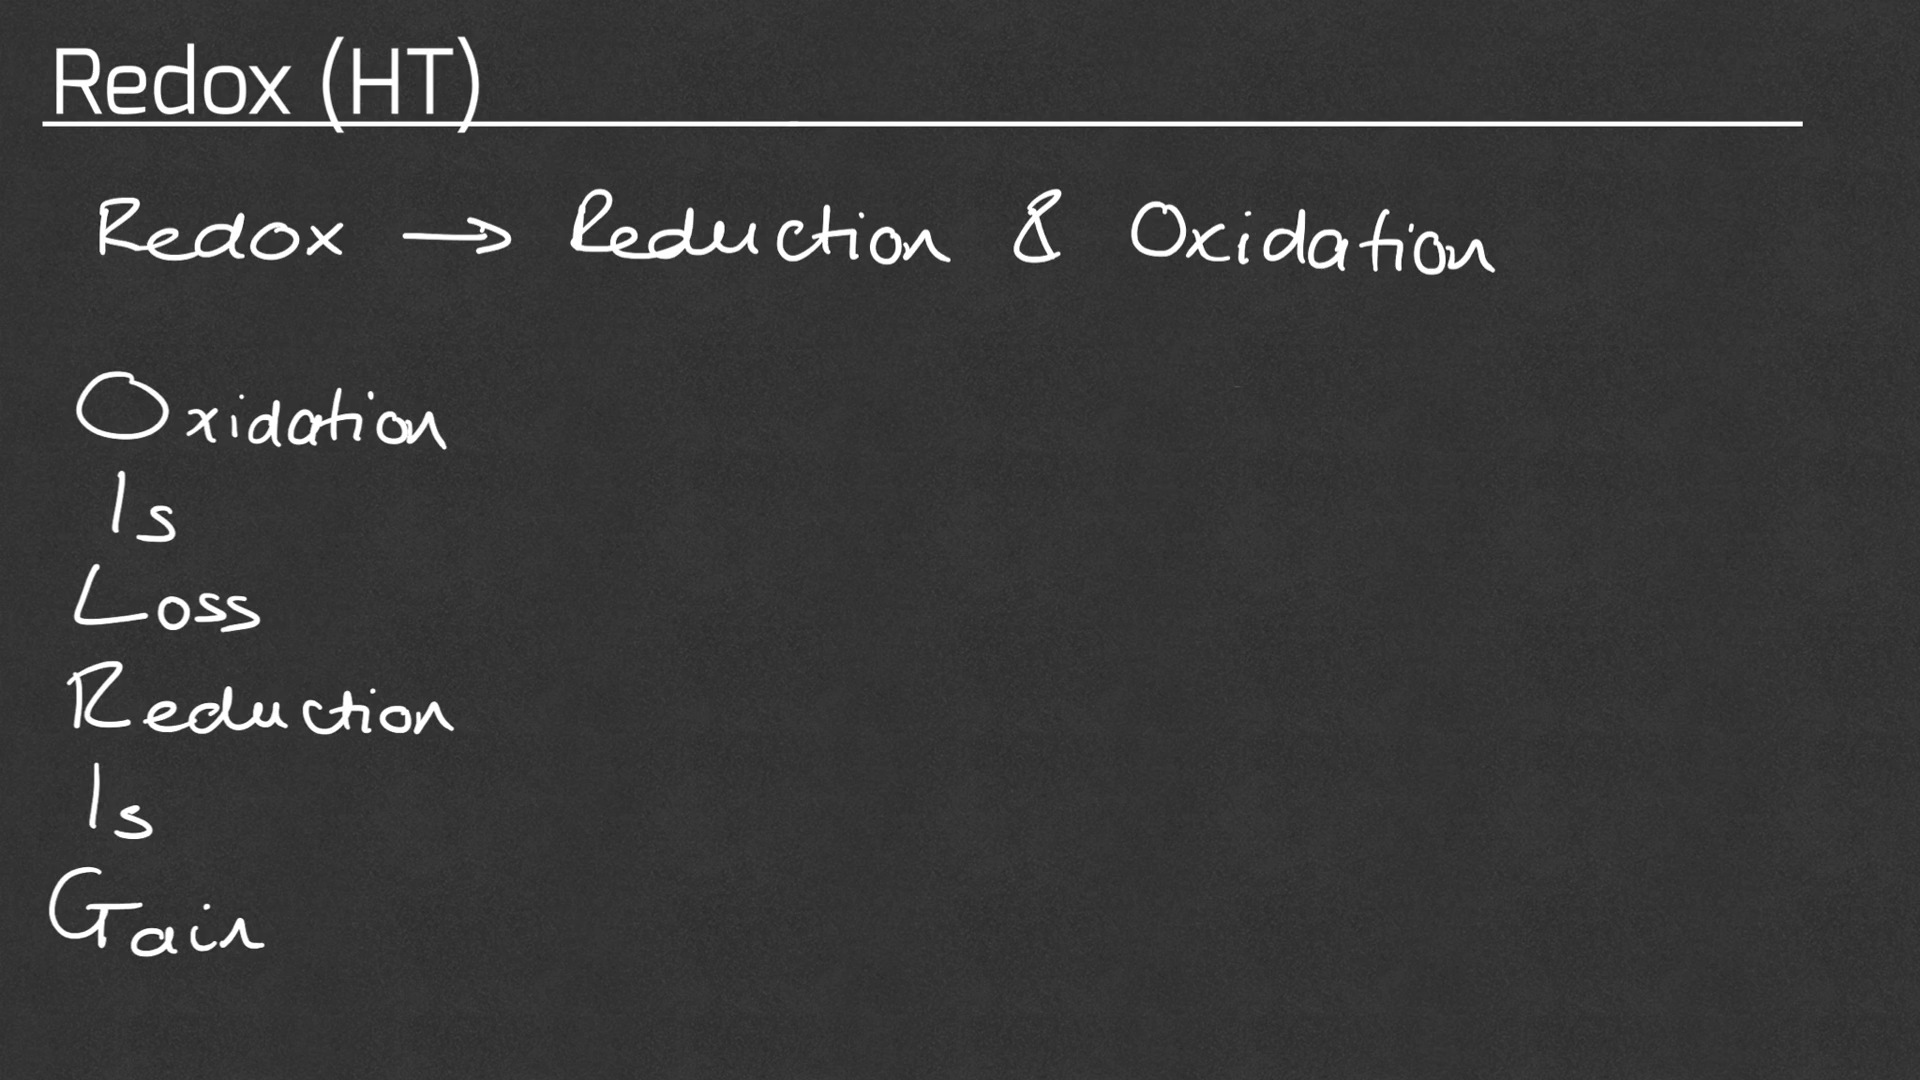 Redox (HT)
Redox → Reduction & Oxidation
Oxidation
Is
Loss
Reduction
Is
Gain